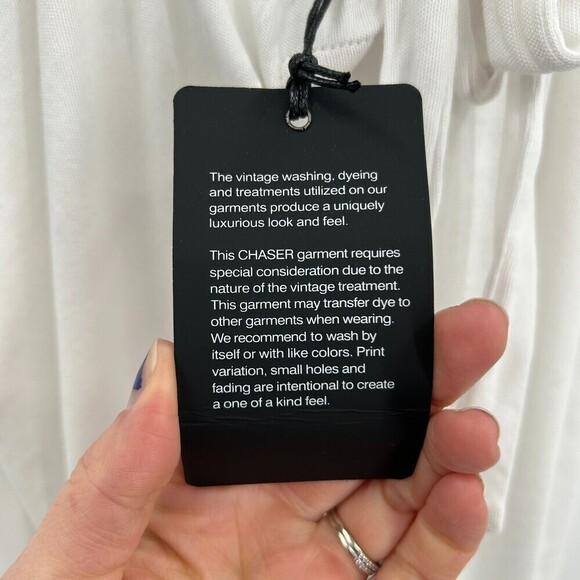 The vintage washing, dyeing
and treatments utilized on our
garments produce a uniquely
luxurious look and feel.
This CHASER garment requires
special consideration due to the
nature of the vintage treatment.
This garment may transfer dye to
other garments when wearing.
We recommend to wash by
itself or with like colors. Print
variation, small holes and
fading are intentional to create
a one of a kind feel.